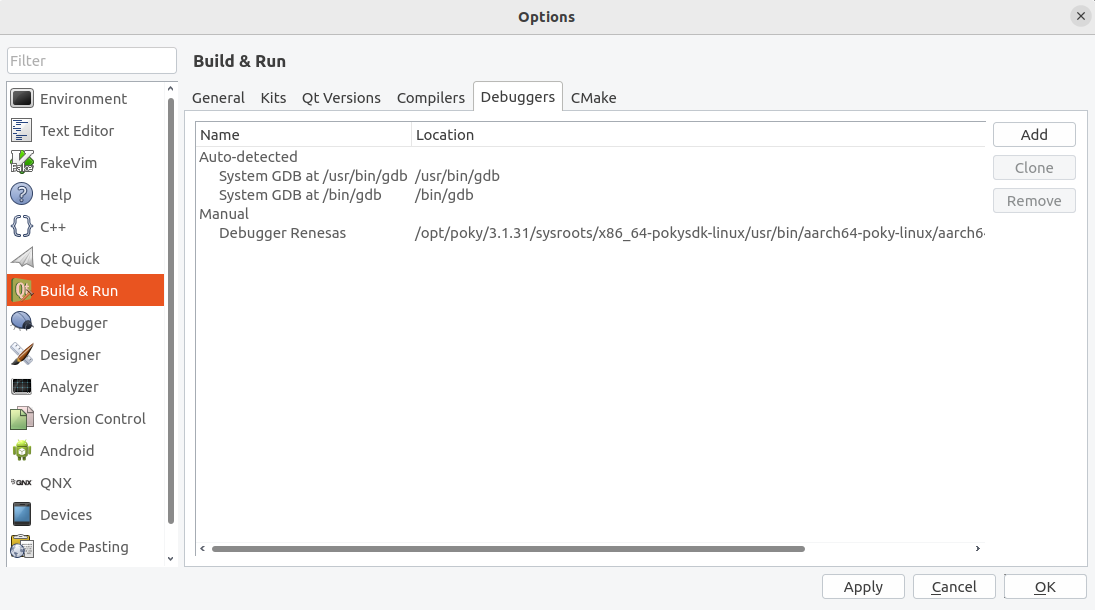 Options
Filter
Build & Run
Environment
Text Editor
FakeVim
Help
C++
Qt Quick
Build & Run
Debugger
Designer
Analyzer
Version Control
Android
QNX
Devices
Code Pasting
General Kits Qt Versions Compilers Debuggers CMake
Name Location
Auto-detected
System GDB at /usr/bin/gdb /usr/bin/gdb
System GDB at /bin/gdb /bin/gdb
Manual
Debugger Renesas /opt/poky/3.1.31/sysroots/x86_64-pokysdk-linux/usr/bin/aarch64-poky-linux/aarch6
Add
Clone
Remove
Apply Cancel OK